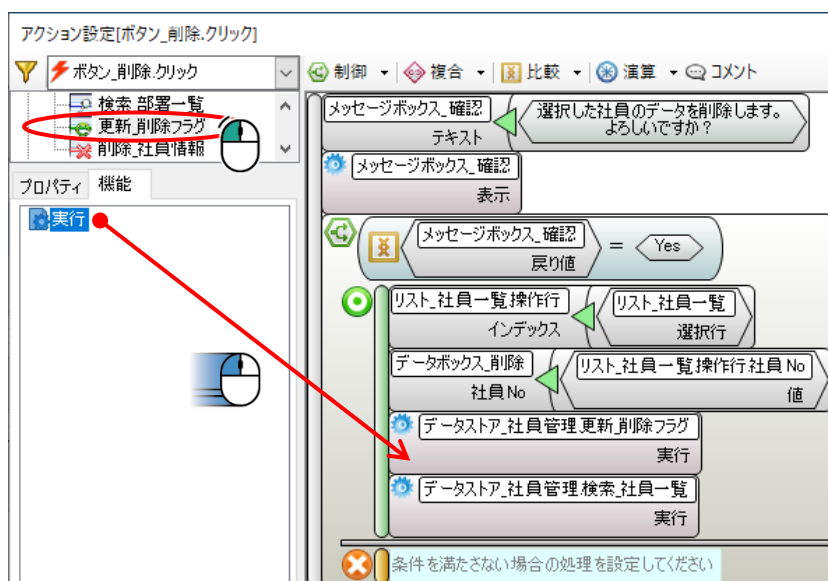 アクション設定[ボタン_削除.クリック]
ボタン_削除.クリック
制御
複合
比較
演算
コメント
検索_部署一覧
更新_削除フラグ
削除_社員情報
プロパティ
機能
実行
メッセージボックス_確認
テキスト
選択した社員のデータを削除します。
よろしいですか？
メッセージボックス_確認
表示
メッセージボックス_確認
戻り値
=
Yes
リスト_社員一覧.操作行
インデックス
リスト_社員一覧
選択行
データボックス_削除
社員No
リスト_社員一覧.操作行.社員No
値
データストア_社員管理.更新_削除フラグ
実行
データストア_社員管理.検索_社員一覧
実行
条件を満たさない場合の処理を設定してください